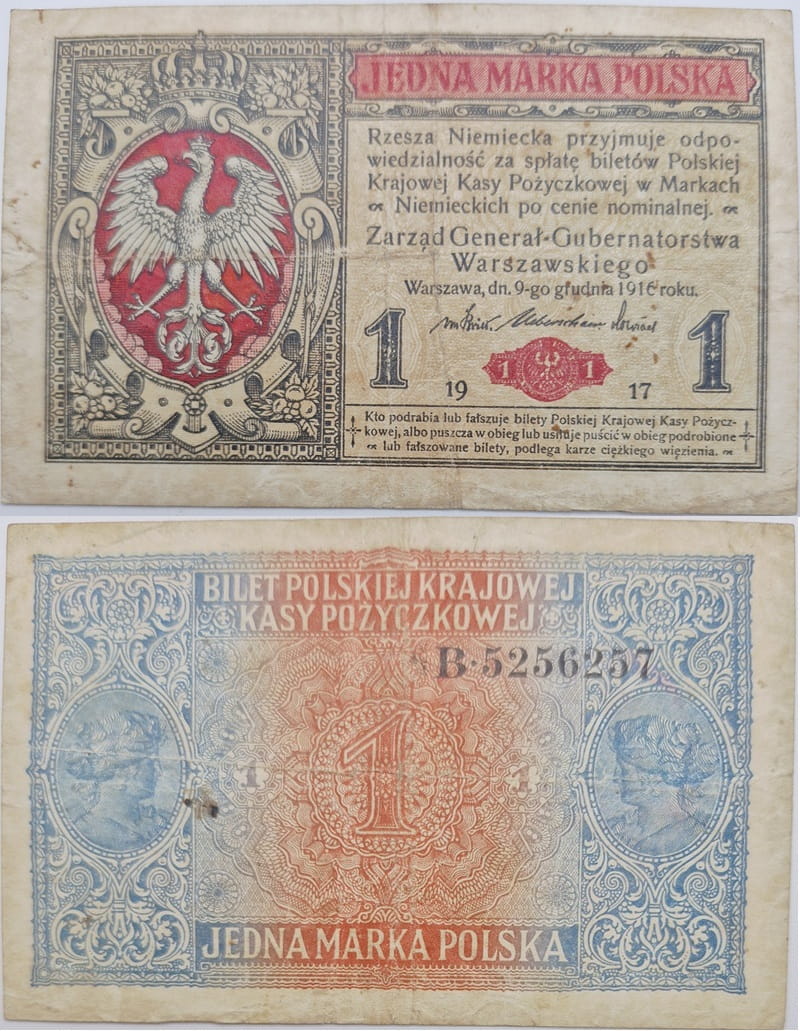 JEDNA MARKA POLSKA
Rzesza Niemiecka przyjmuje odpo-
wiedzialność za spłatę biletów Polskiej
Krajowej Kasy Pożyczkowej w Markach
Niemieckich po cenie nominalnej.
Zarząd Generał-Gubernatorstwa
Warszawskiego
Warszawa, dn. 9-go grudnia 1916 roku.
1 1
1 1
19 17
Kto podrabia lub fałszuje bilety Polskiej Krajowej Kasy Pożycz-
kowej, albo puszcza w obieg lub usiłuje puścić w obieg podrobione
lub fałszowane bilety, podlega karze ciężkiego więzienia.
BILET POLSKIEJ KRAJOWEJ
KASY POŻYCZKOWEJ
B·5256257
1 1 1
JEDNA MARKA POLSKA